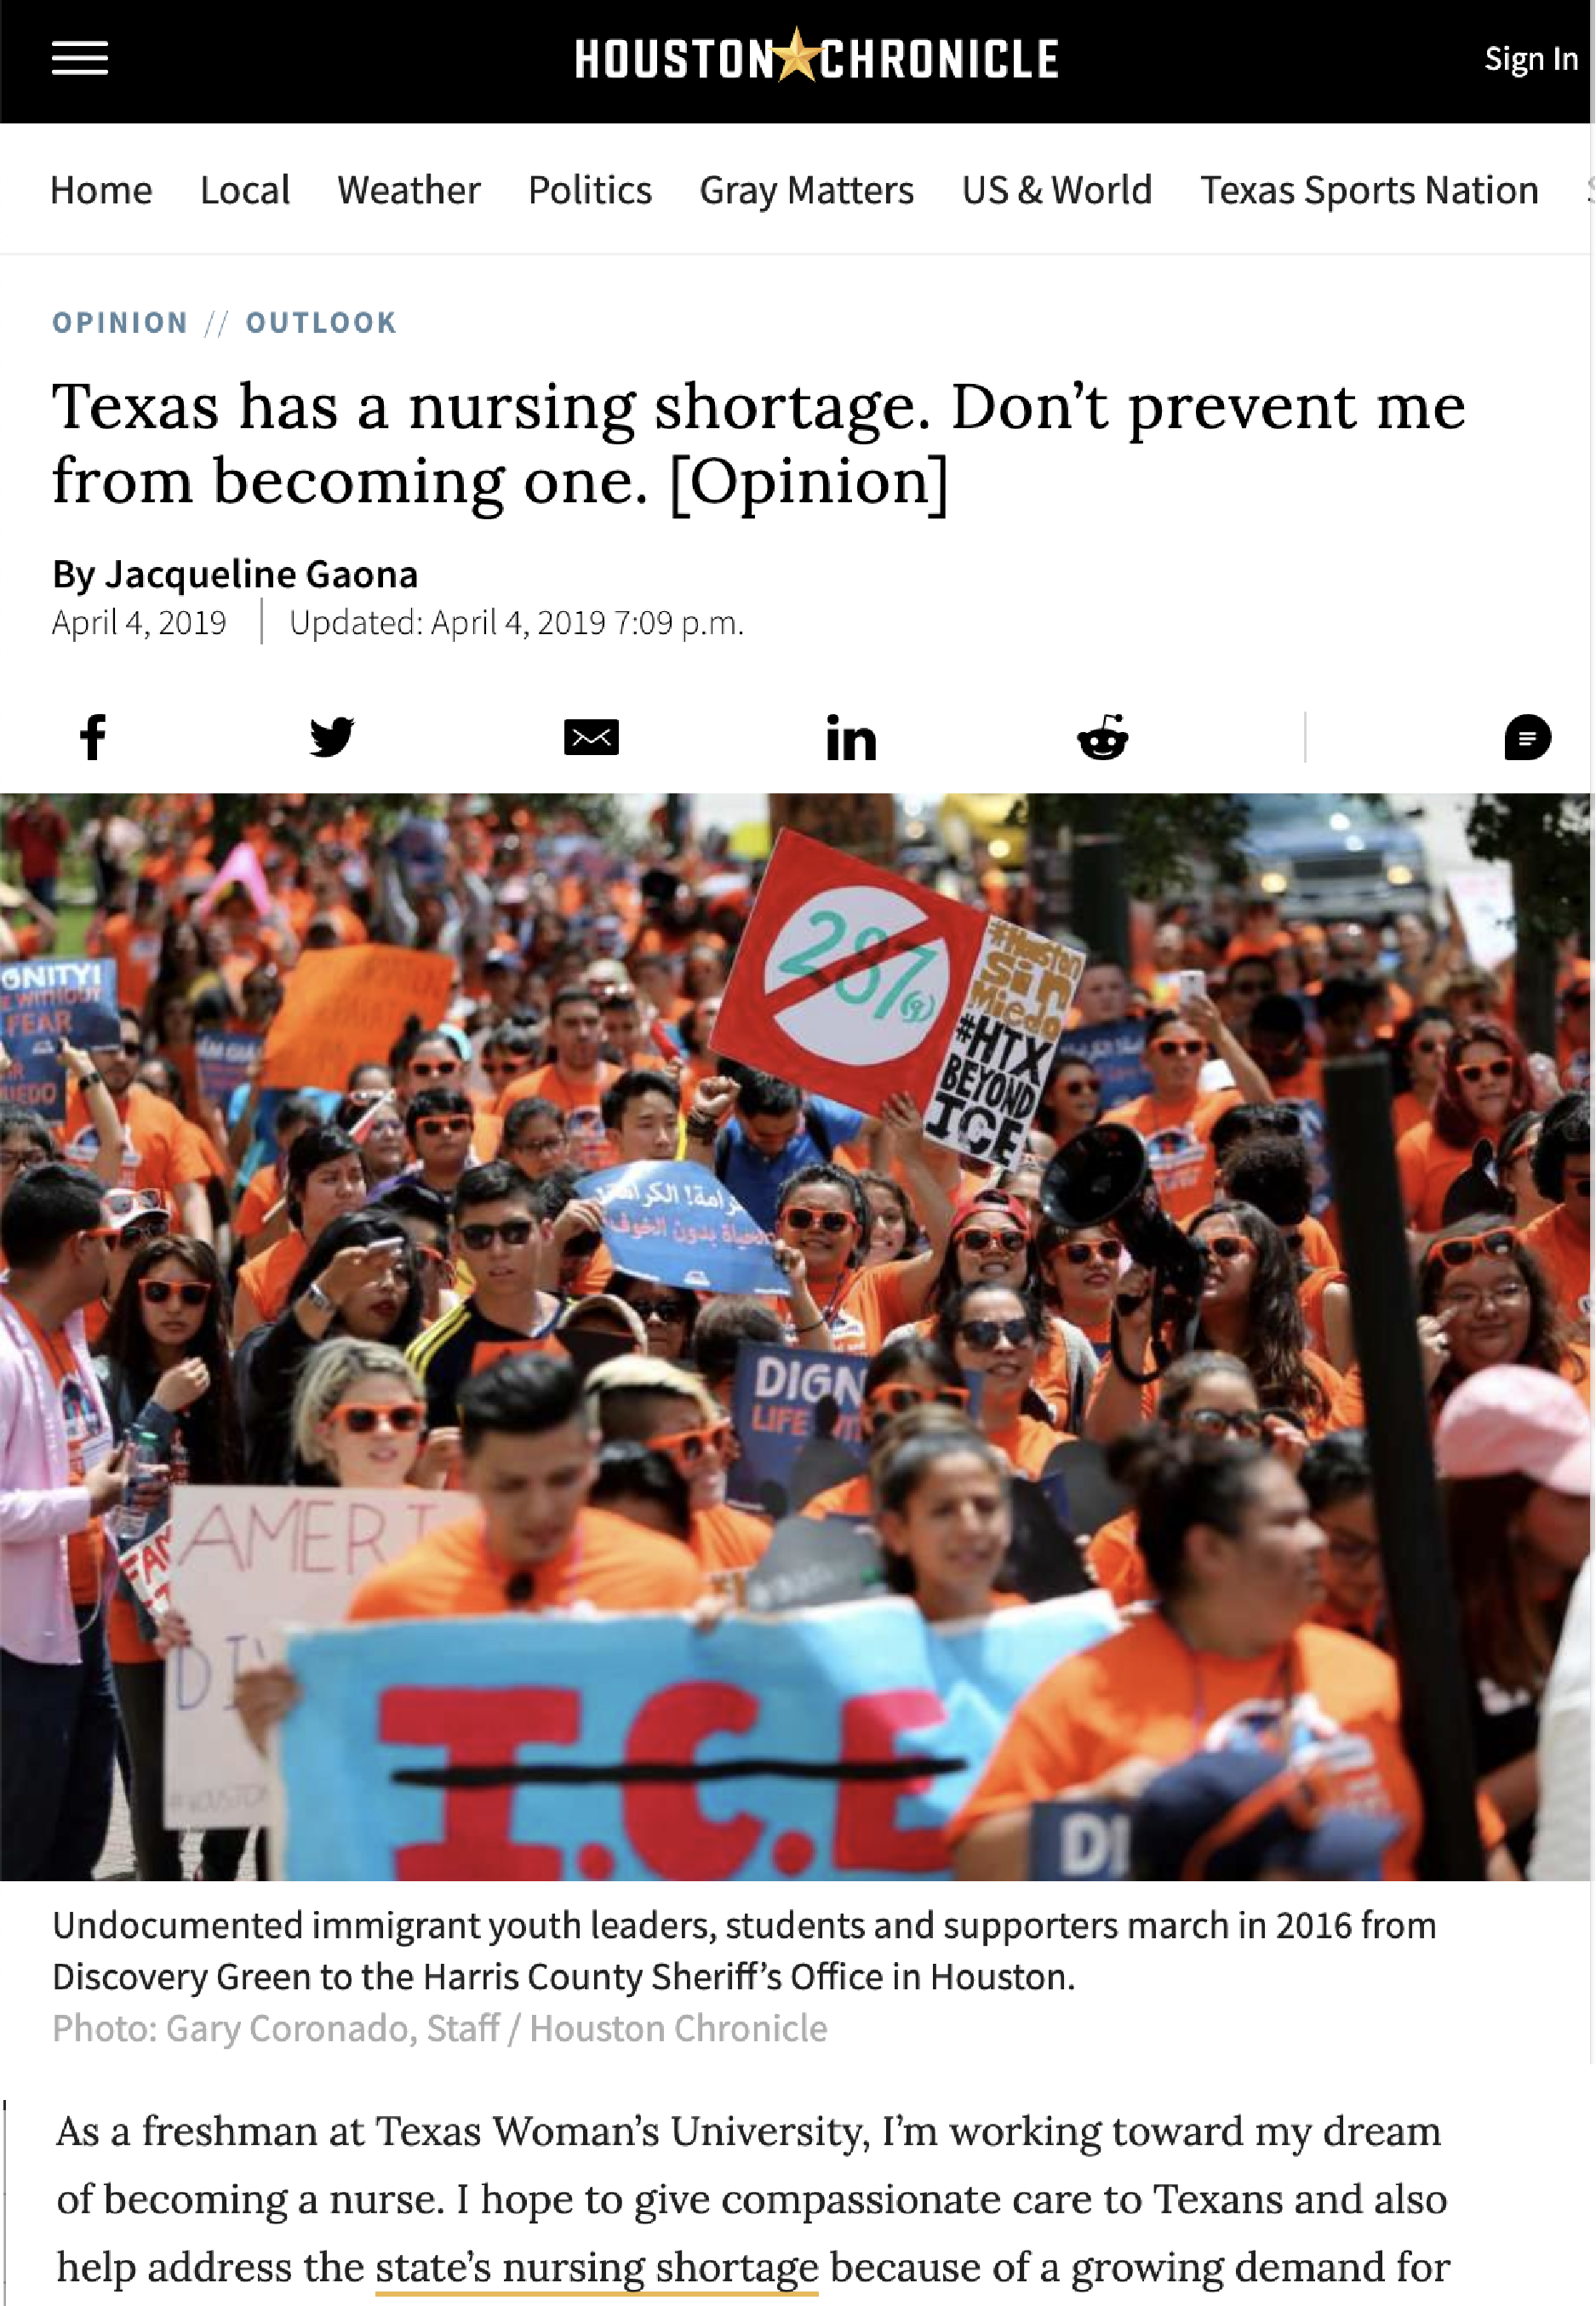 HOUSTON CHRONICLE
Sign In
Home Local Weather Politics Gray Matters US & World Texas Sports Nation
OPINION // OUTLOOK
Texas has a nursing shortage. Don’t prevent me
from becoming one. [Opinion]
By Jacqueline Gaona
April 4, 2019 | Updated: April 4, 2019 7:09 p.m.
287(g)
#Houston
Sin
Miedo
#HTX
BEYOND
ICE
GNITY!
WITHOUT
FEAR
بدون الخوف
DIGN
LIFE
AMERI
I.C.E
DI
Undocumented immigrant youth leaders, students and supporters march in 2016 from
Discovery Green to the Harris County Sheriff’s Office in Houston.
Photo: Gary Coronado, Staff / Houston Chronicle
As a freshman at Texas Woman’s University, I’m working toward my dream
of becoming a nurse. I hope to give compassionate care to Texans and also
help address the state’s nursing shortage because of a growing demand for